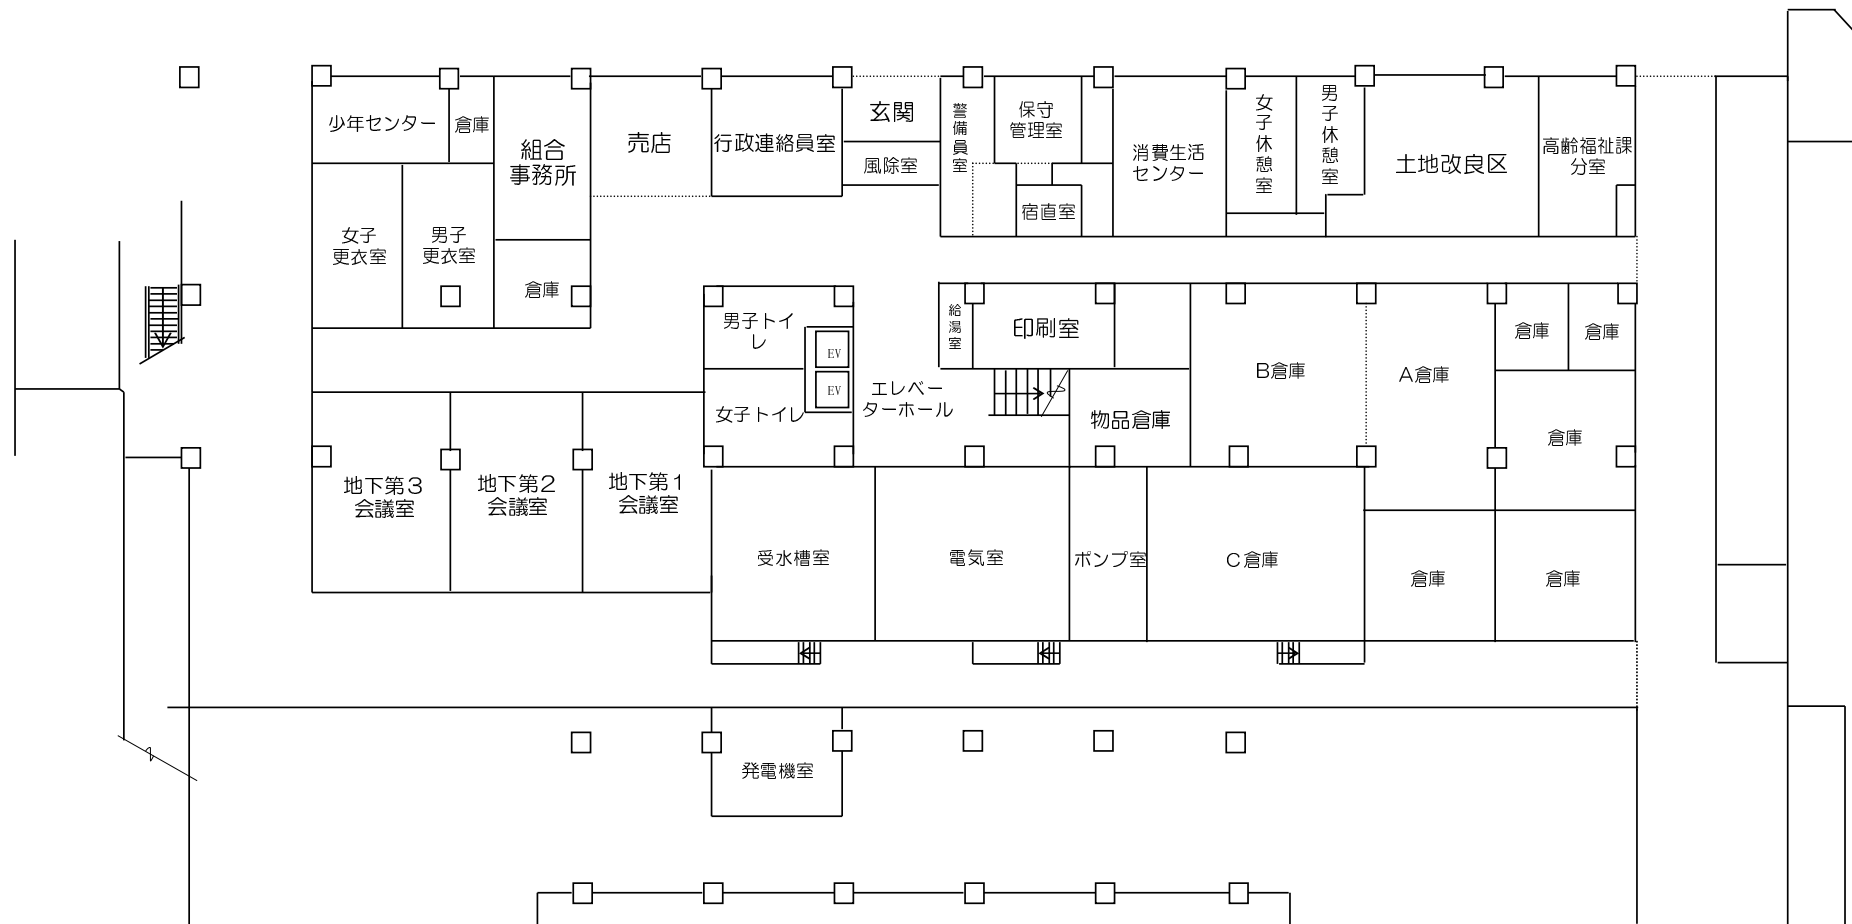 少年センター
倉庫
組合
事務所
売店
行政連絡員室
玄関
風除室
警備員室
保守
管理室
宿直室
消費生活
センター
女子休憩室
男子休憩室
土地改良区
高齢福祉課
分室
女子
更衣室
男子
更衣室
倉庫
男子トイ
レ
EV
EV
女子トイレ
エレベー
ターホール
給湯室
印刷室
物品倉庫
B倉庫
A倉庫
倉庫
倉庫
倉庫
地下第3
会議室
地下第2
会議室
地下第1
会議室
受水槽室
電気室
ポンプ室
C倉庫
倉庫
倉庫
発電機室